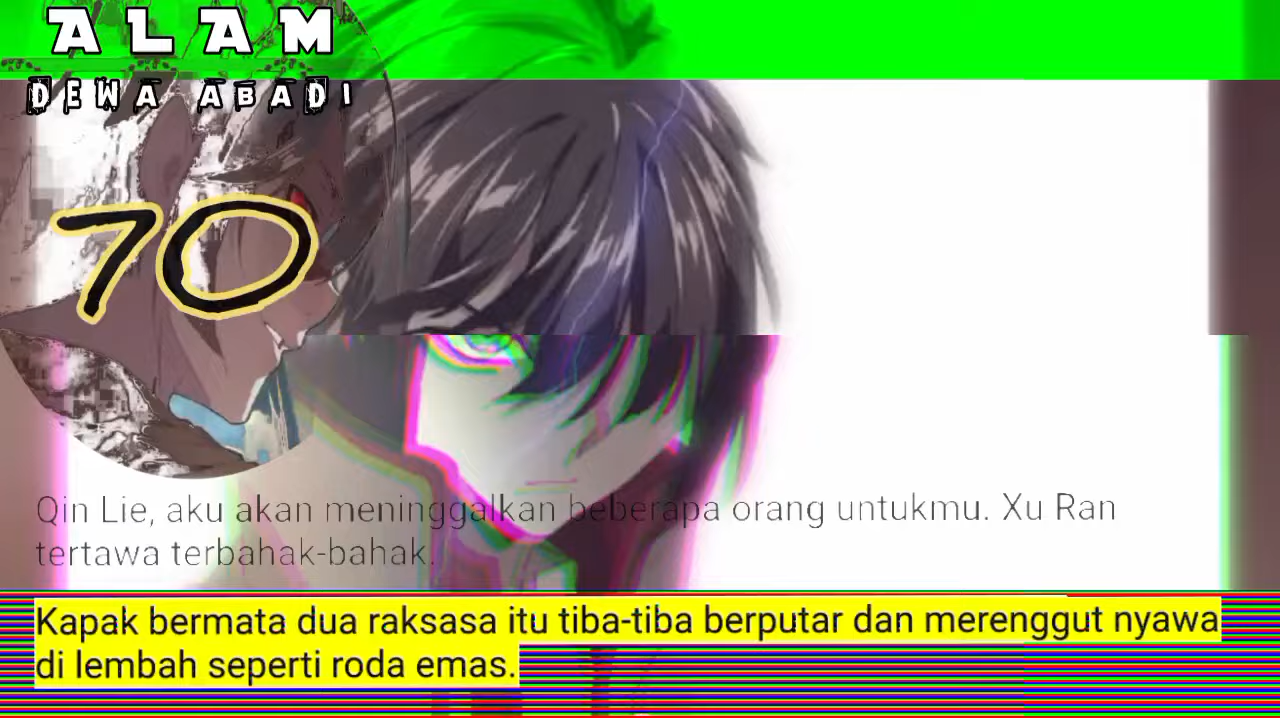 ALAM
DEWA ABADI
70
Qin Lie, aku akan meninggalkan beberapa orang untukmu. Xu Ran
tertawa terbahak-bahak.
Kapak bermata dua raksasa itu tiba-tiba berputar dan merenggut nyawa
di lembah seperti roda emas.